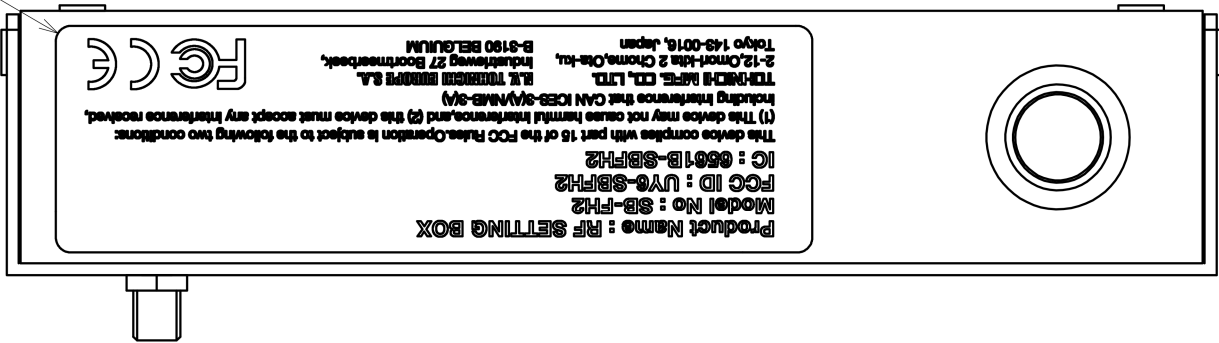 Product Name : RF SETTING BOX
Model No : SB-FH2
FCC ID : UY6-SBFH2
IC : 6561B-SBFH2
This device complies with part 15 of the FCC Rules.Operation is subject to the following two conditions:
(1) This device may not cause harmful interference,and (2) this device must accept any interference received,
including interference that CAN ICES-3(A)/NMB-3(A)
TOHNICHI MFG. CO., LTD.
2-12,Omori-kita 2 Chome,Ota-ku,
Tokyo 143-0016, Japan
N.V. TOHNICHI EUROPE S.A.
Industrieweg 27 Boortmeerbeek,
B-3190 BELGUIUM
FC
CE